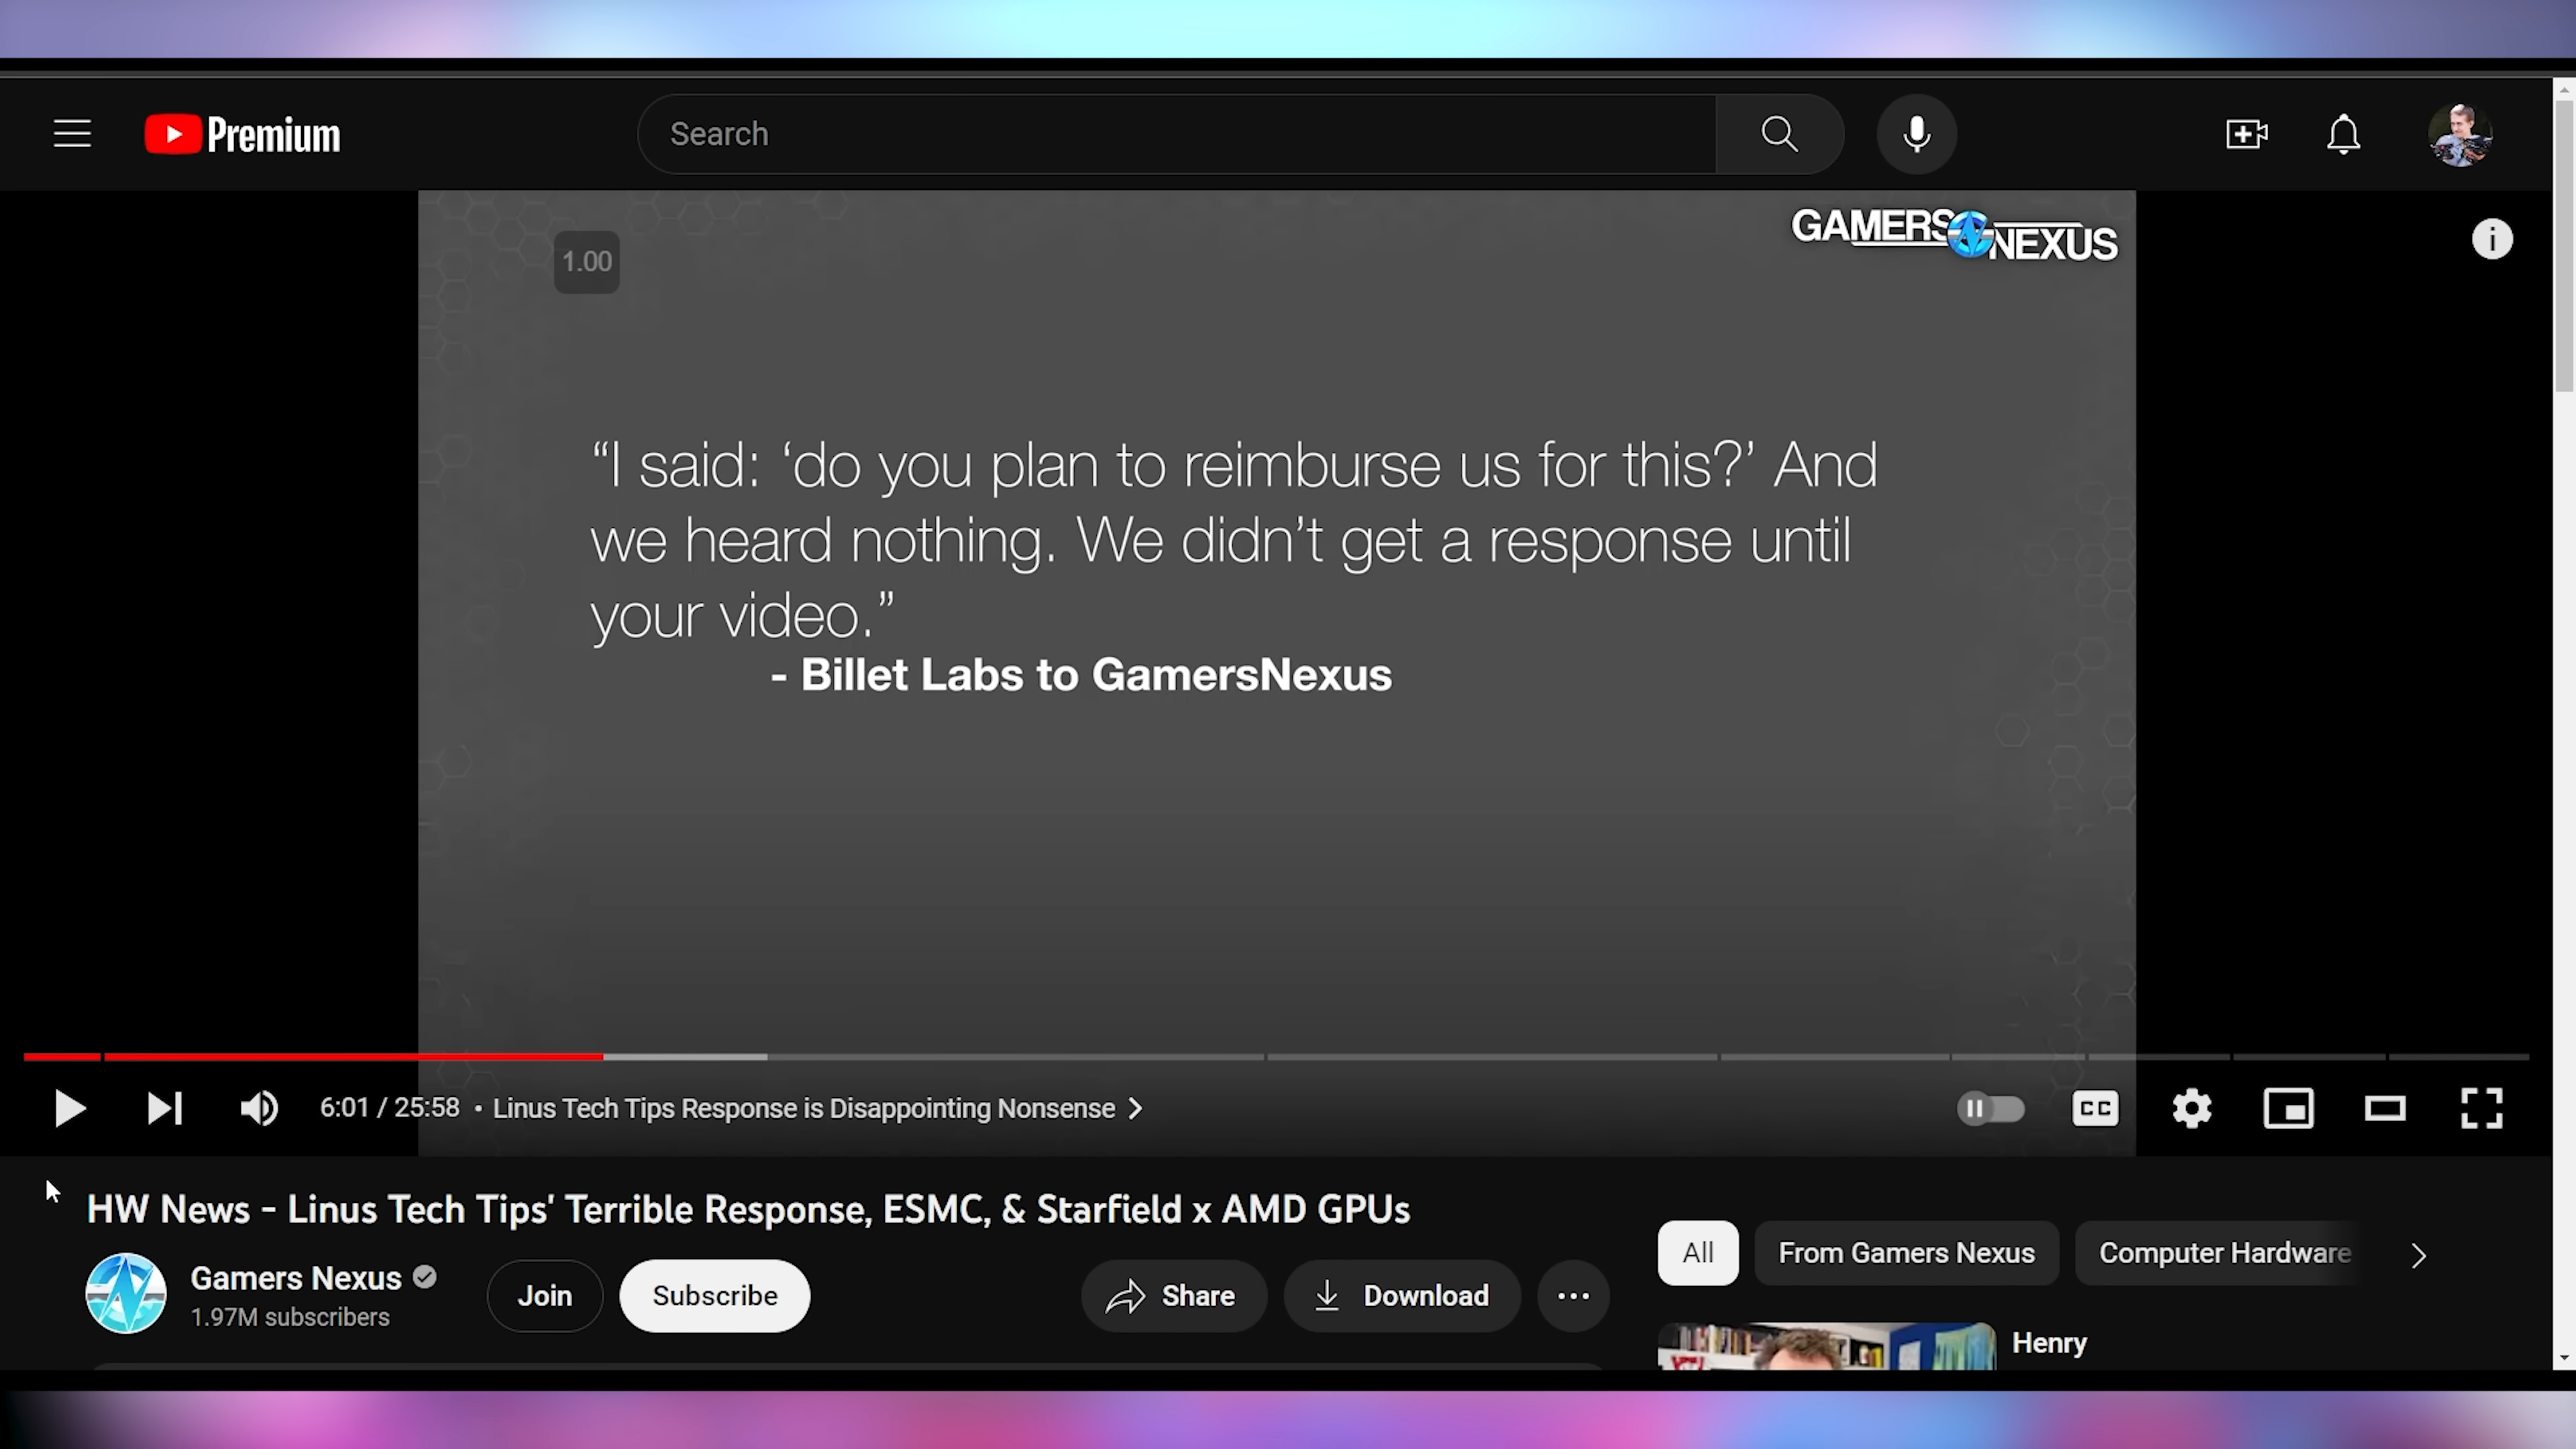 Premium
Search
GAMERS NEXUS
1.00
“I said: ‘do you plan to reimburse us for this?’ And
we heard nothing. We didn’t get a response until
your video.”
- Billet Labs to GamersNexus
6:01 / 25:58 • Linus Tech Tips Response is Disappointing Nonsense
CC
HW News - Linus Tech Tips' Terrible Response, ESMC, & Starfield x AMD GPUs
Gamers Nexus
1.97M subscribers
Join
Subscribe
Share
Download
All
From Gamers Nexus
Computer Hardware
Henry